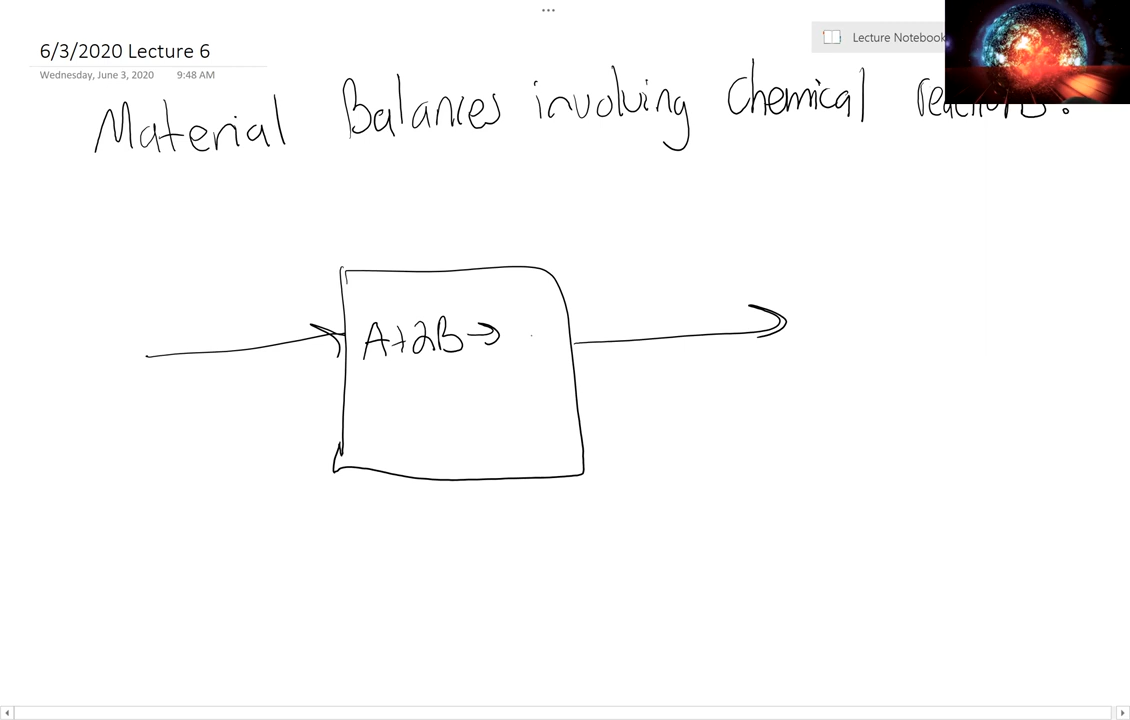 6/3/2020 Lecture 6
Lecture Notebook
Wednesday, June 3, 2020 9:48 AM
Material Balances involving Chemical reactions.
A+2B→